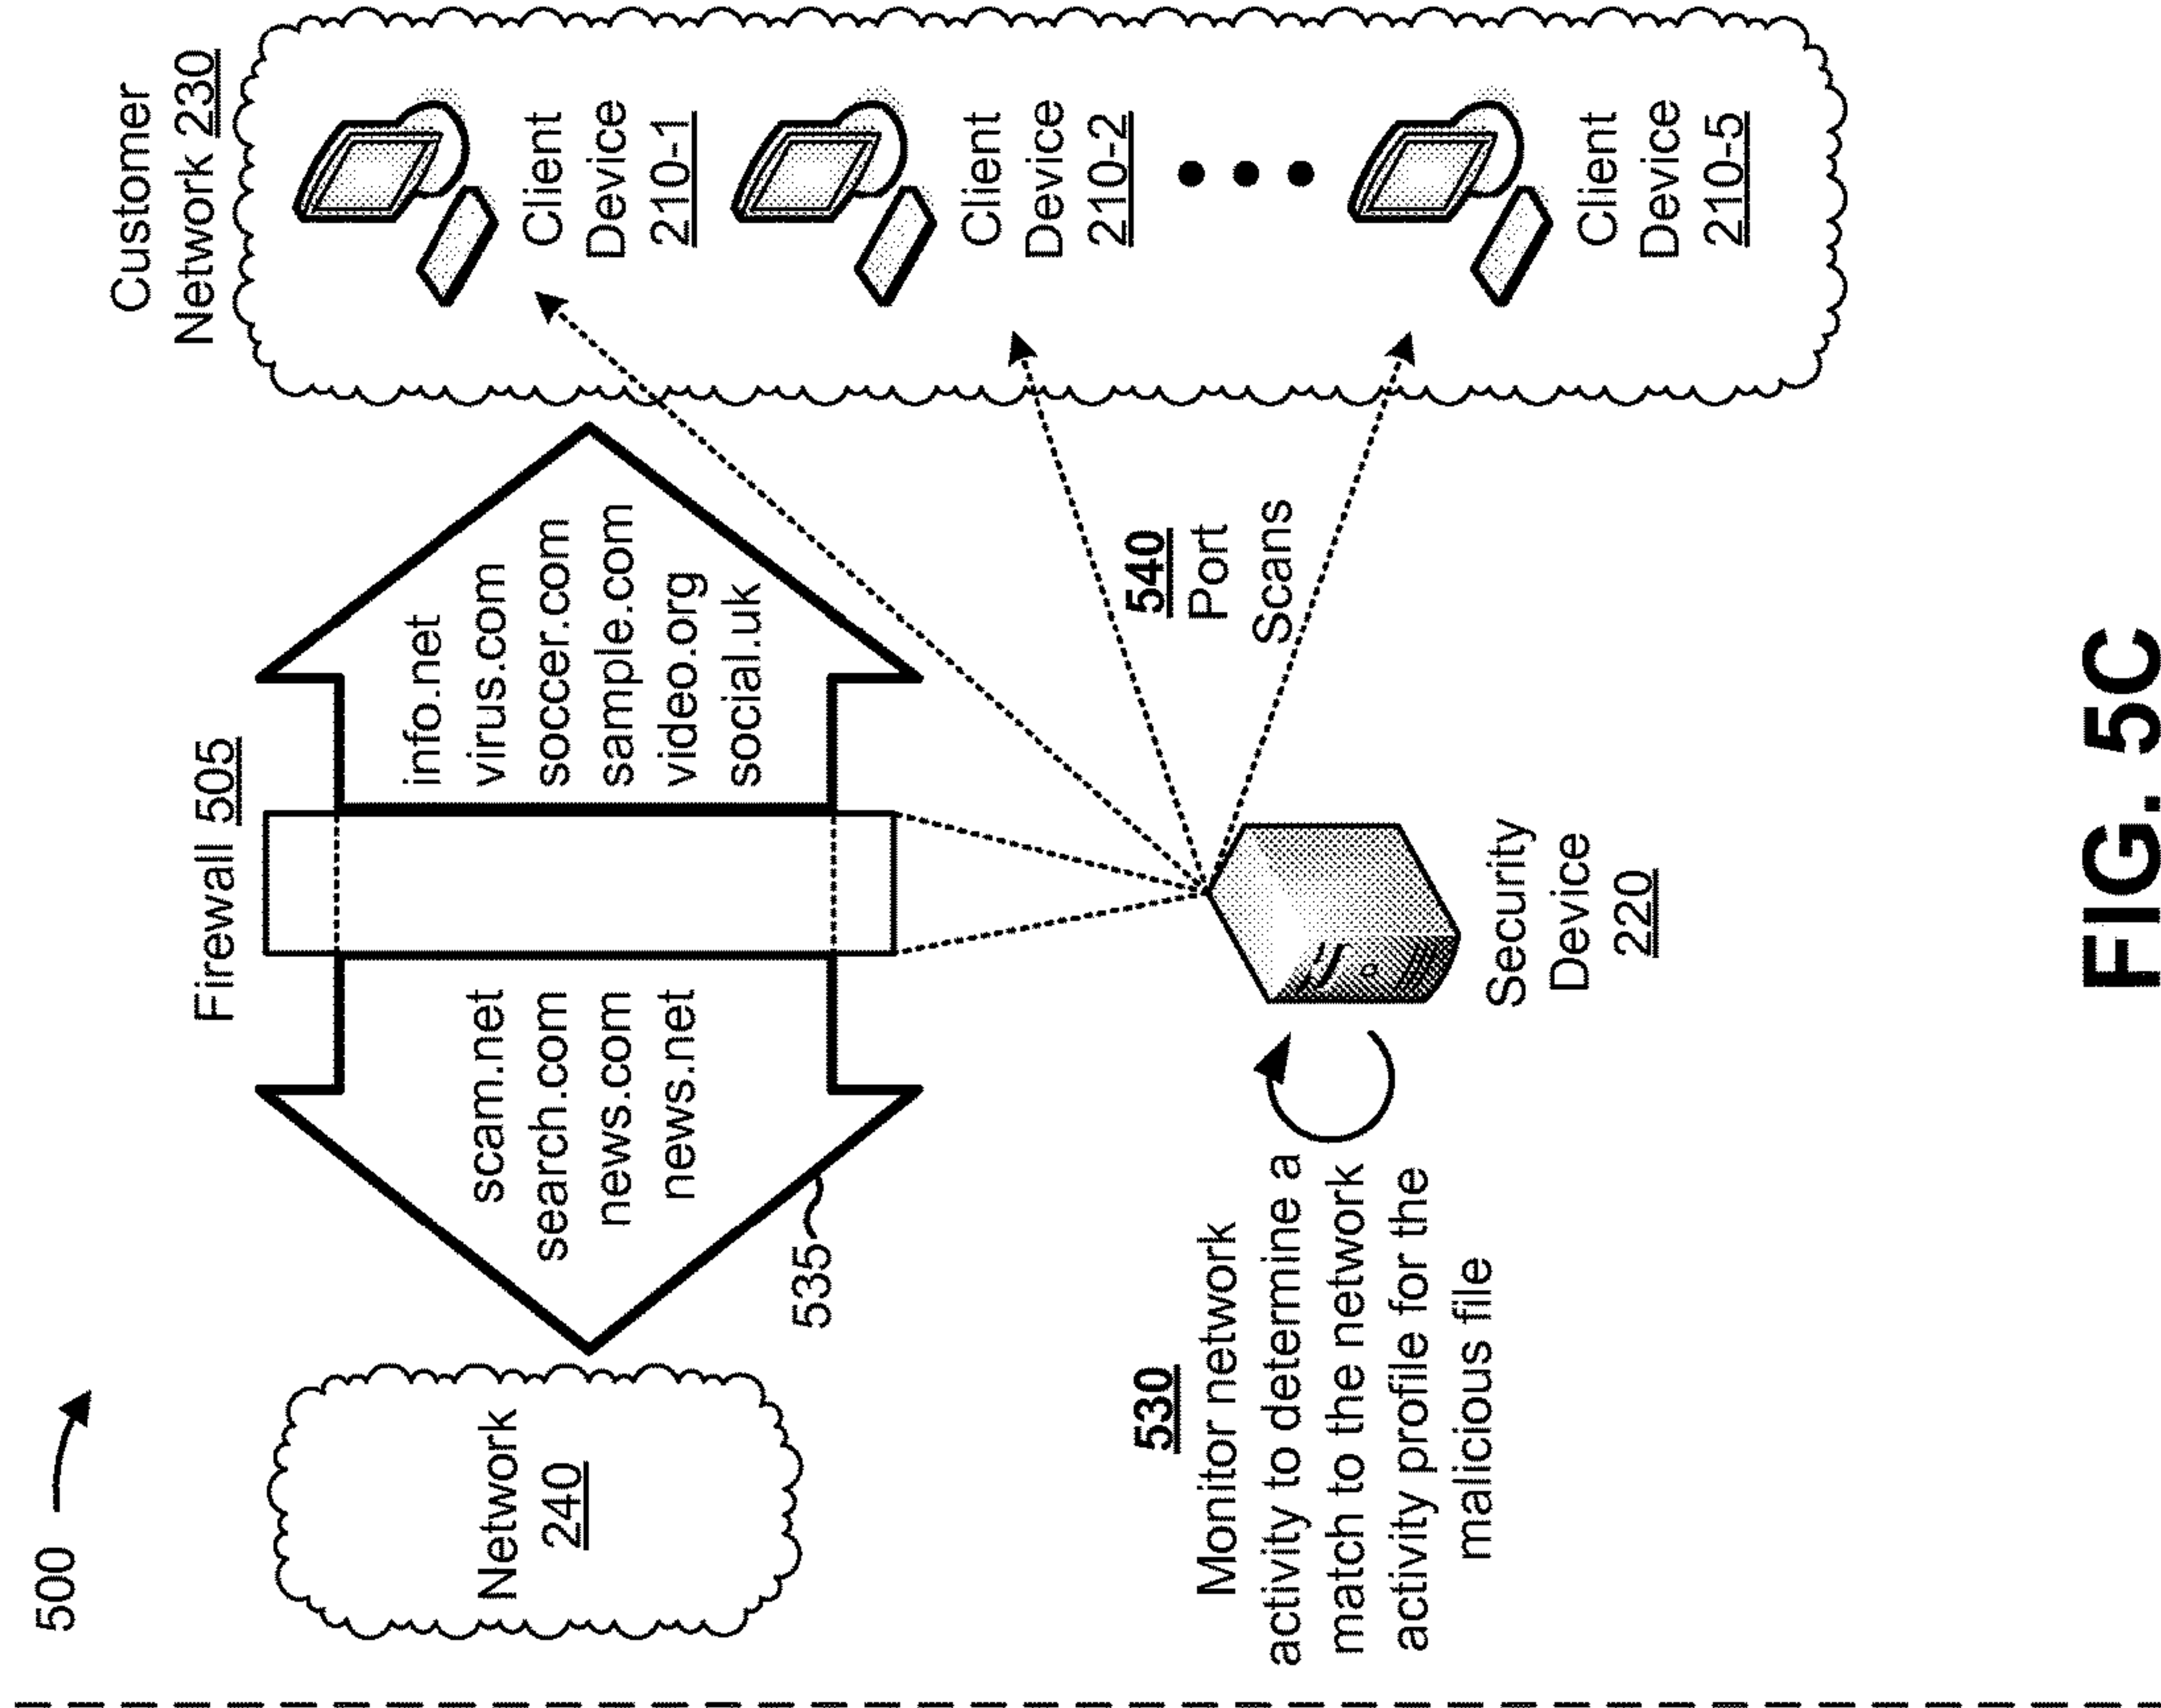 500
Network
240
Firewall 505
Customer
Network 230
scam.net
search.com
news.com
news.net
535
info.net
virus.com
soccer.com
sample.com
video.org
social.uk
Client
Device
210-1
Client
Device
210-2
Client
Device
210-5
530
Monitor network
activity to determine a
match to the network
activity profile for the
malicious file
540
Port
Scans
Security
Device
220
FIG. 5C